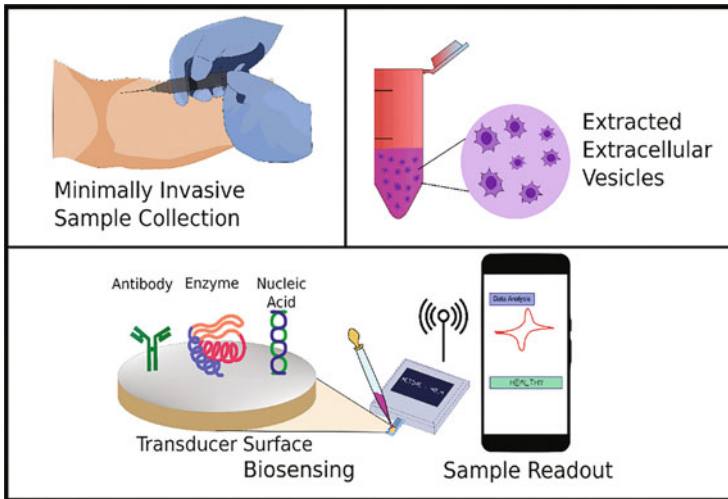 Minimally Invasive
Sample Collection
Extracted
Extracellular
Vesicles
Antibody
Enzyme
Nucleic
Acid
Transducer Surface
Biosensing
Data Analysis
HEALTHY
Sample Readout